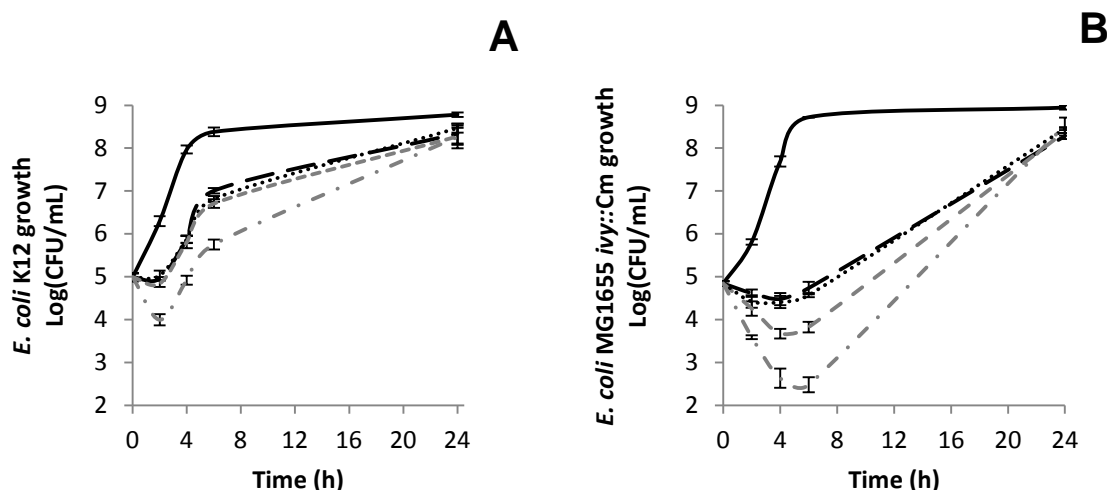 A
E. coli K12 growth
Log(CFU/mL)
9
8
7
6
5
4
3
2
0 4 8 12 16 20 24
Time (h)
B
E. coli MG1655 ivy::Cm growth
Log(CFU/mL)
9
8
7
6
5
4
3
2
0 4 8 12 16 20 24
Time (h)